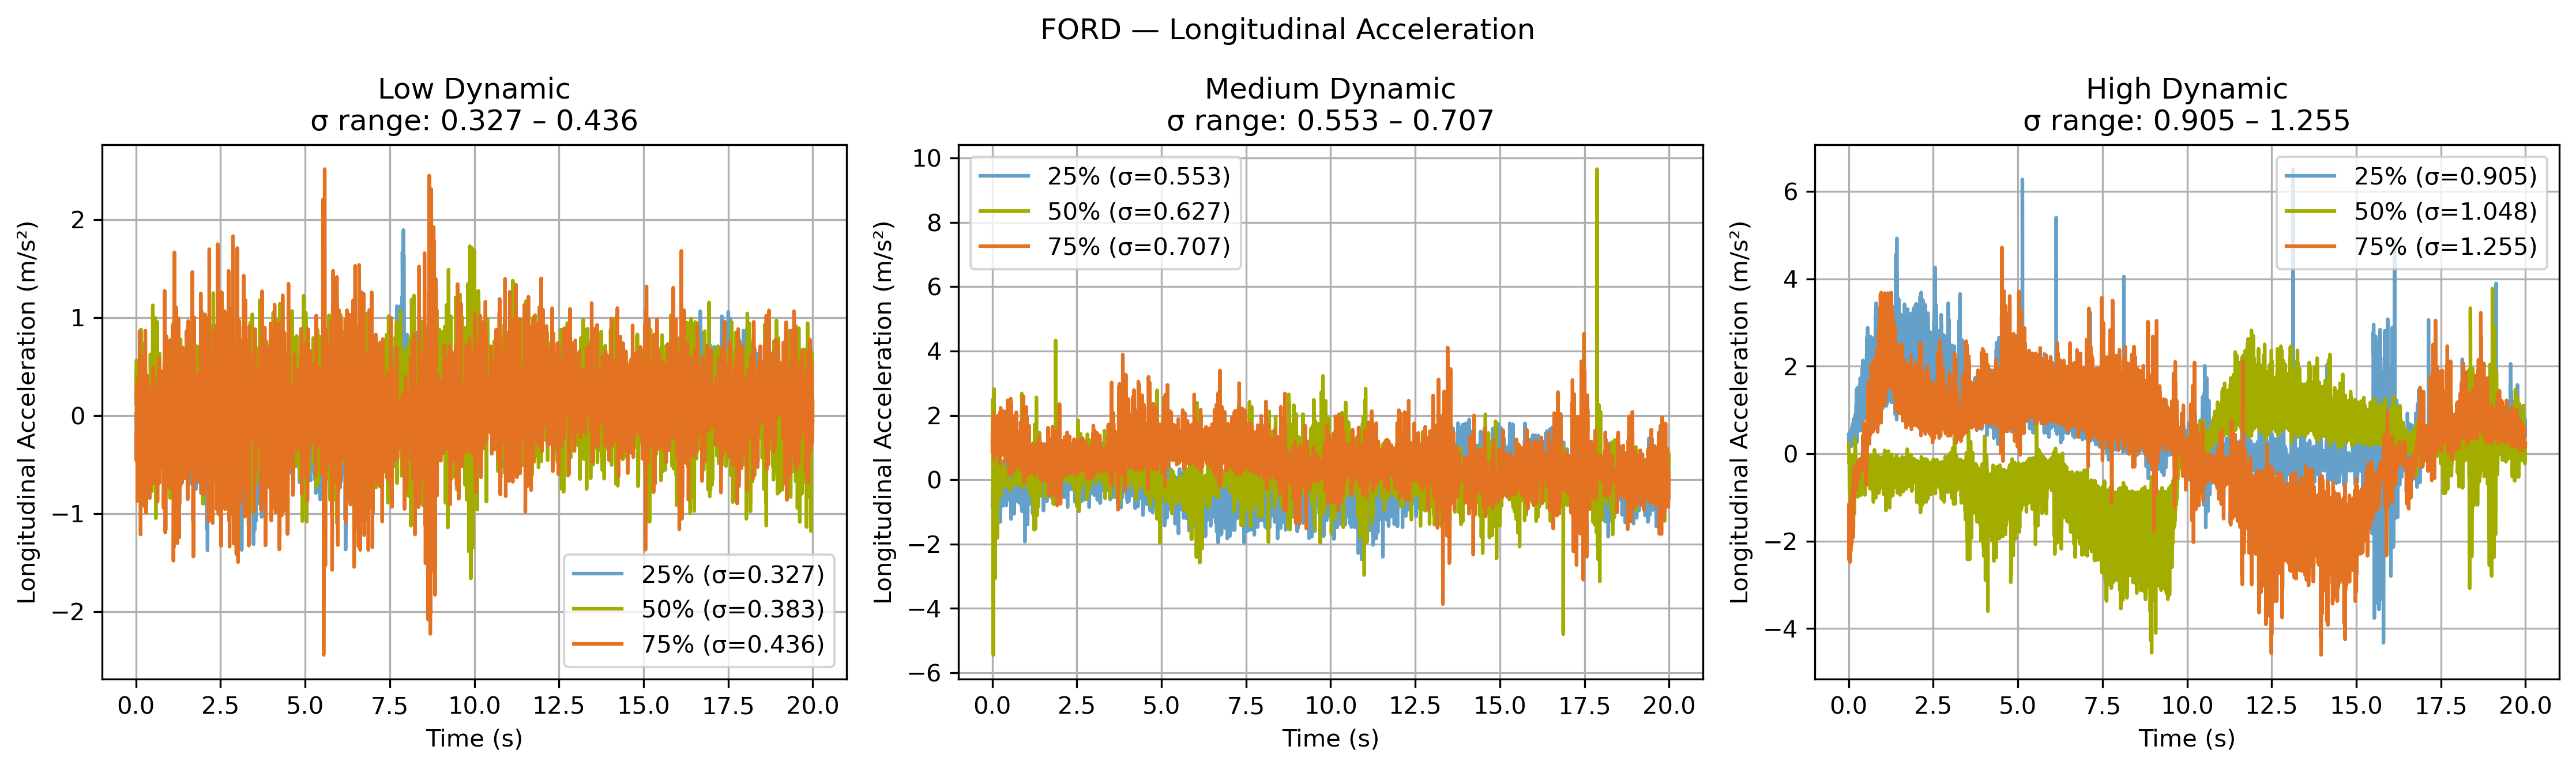 FORD — Longitudinal Acceleration
Low Dynamic
σ range: 0.327 – 0.436
Longitudinal Acceleration (m/s²)
2
1
0
−1
−2
25% (σ=0.327)
50% (σ=0.383)
75% (σ=0.436)
0.0 2.5 5.0 7.5 10.0 12.5 15.0 17.5 20.0
Time (s)
Medium Dynamic
σ range: 0.553 – 0.707
Longitudinal Acceleration (m/s²)
10
8
6
4
2
0
−2
−4
−6
25% (σ=0.553)
50% (σ=0.627)
75% (σ=0.707)
0.0 2.5 5.0 7.5 10.0 12.5 15.0 17.5 20.0
Time (s)
High Dynamic
σ range: 0.905 – 1.255
Longitudinal Acceleration (m/s²)
6
4
2
0
−2
−4
25% (σ=0.905)
50% (σ=1.048)
75% (σ=1.255)
0.0 2.5 5.0 7.5 10.0 12.5 15.0 17.5 20.0
Time (s)